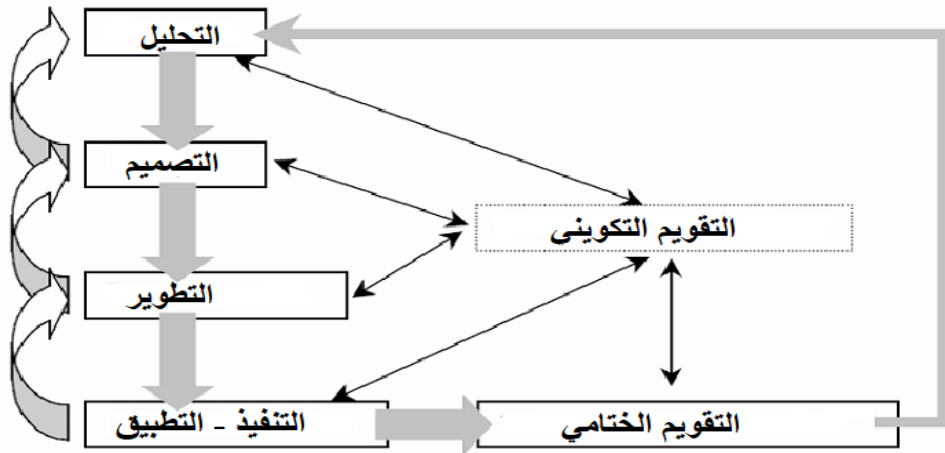 التحليل
التصميم
التقويم التكويني
التطوير
التنفيذ - التطبيق
التقويم الختامي